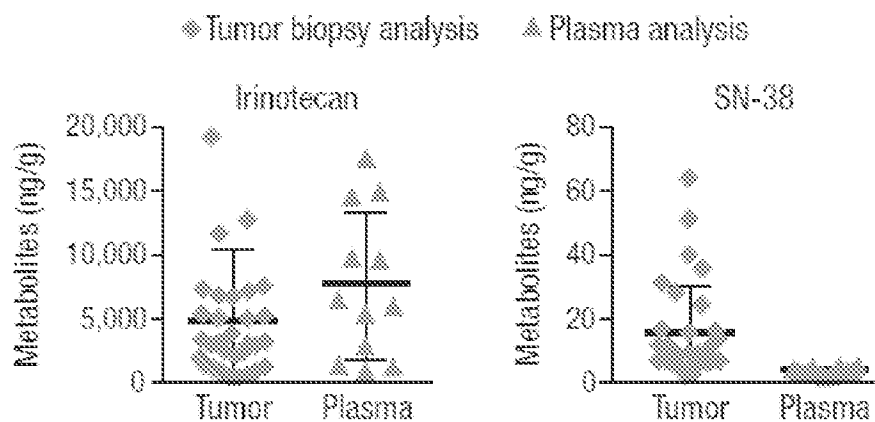 Tumor biopsy analysis Plasma analysis
Irinotecan
Metabolites (ng/g)
20,000
15,000
10,000
5,000
0
Tumor Plasma
SN-38
Metabolites (ng/g)
80
60
40
20
0
Tumor Plasma